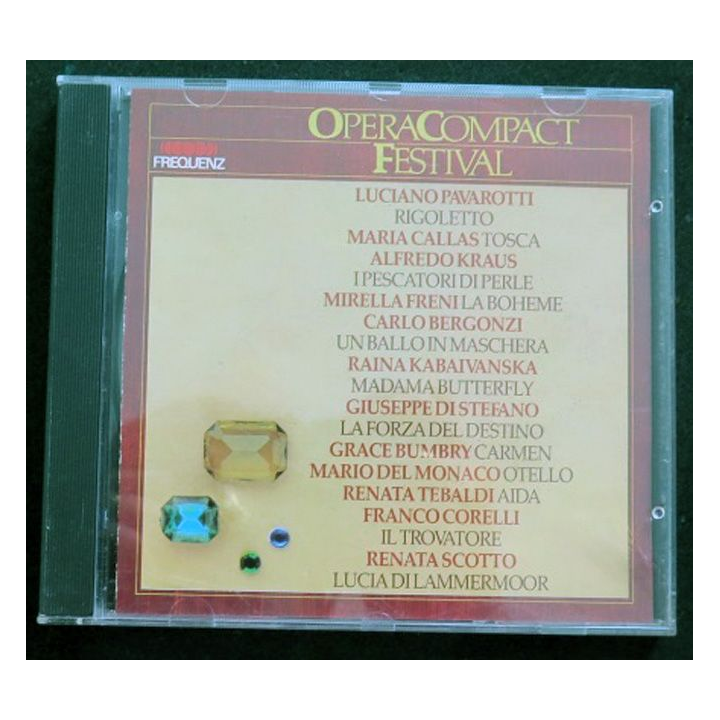 OPERACOMPACT
FESTIVAL
FREQUENZ
LUCIANO PAVAROTTI
RIGOLETTO
MARIA CALLAS TOSCA
ALFREDO KRAUS
I PESCATORI DI PERLE
MIRELLA FRENI LA BOHEME
CARLO BERGONZI
UN BALLO IN MASCHERA
RAINA KABAIVANSKA
MADAMA BUTTERFLY
GIUSEPPE DI STEFANO
LA FORZA DEL DESTINO
GRACE BUMBRY CARMEN
MARIO DEL MONACO OTELLO
RENATA TEBALDI AIDA
FRANCO CORELLI
IL TROVATORE
RENATA SCOTTO
LUCIA DI LAMMERMOOR